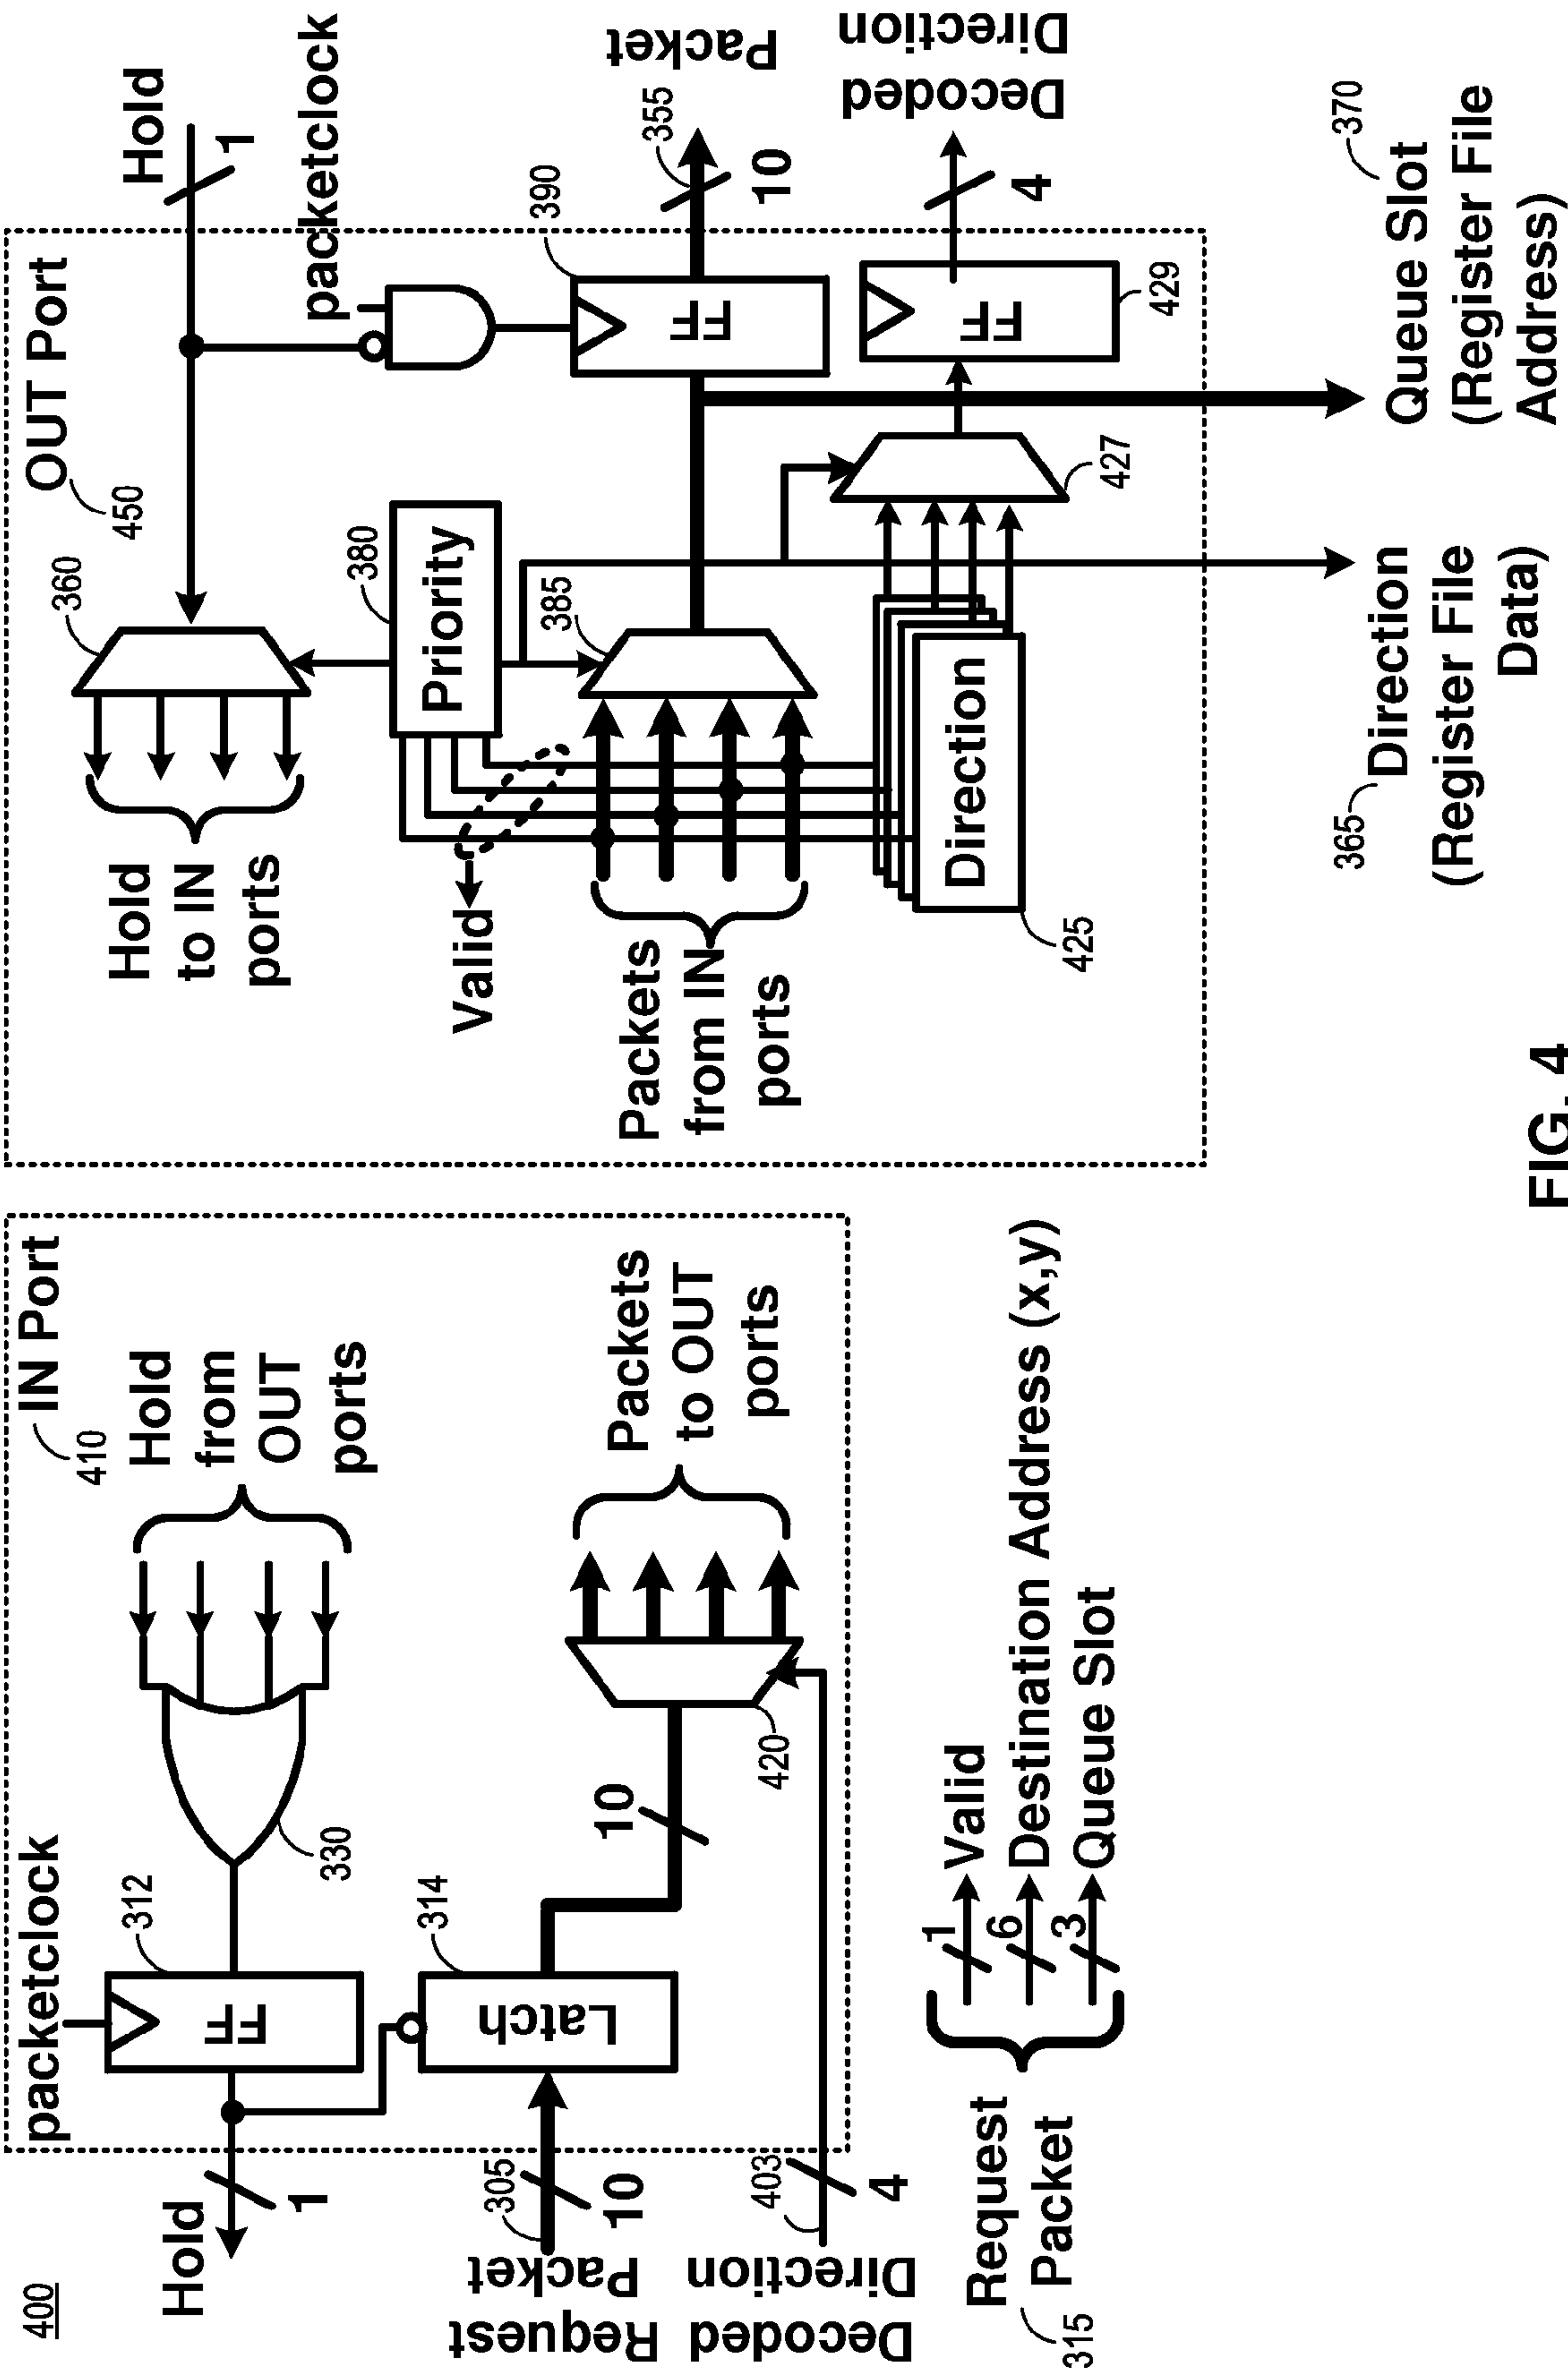 400
IN Port
410
packetclock
Hold
1
FF
312
330
Hold
from
OUT
ports
Request
Packet
305
10
Latch
314
10
420
Packets
to OUT
ports
Decoded
Direction
403
4
Request
Packet
315
1
Valid
6
Destination Address (x,y)
3
Queue Slot
OUT Port
450
Hold
1
packetclock
360
Hold
to IN
ports
Priority
380
Valid
385
Packets
from IN
ports
Direction
425
FF
390
355
10
Packet
427
FF
429
4
Decoded
Direction
365
Direction
(Register File
Data)
370
Queue Slot
(Register File
Address)
FIG. 4